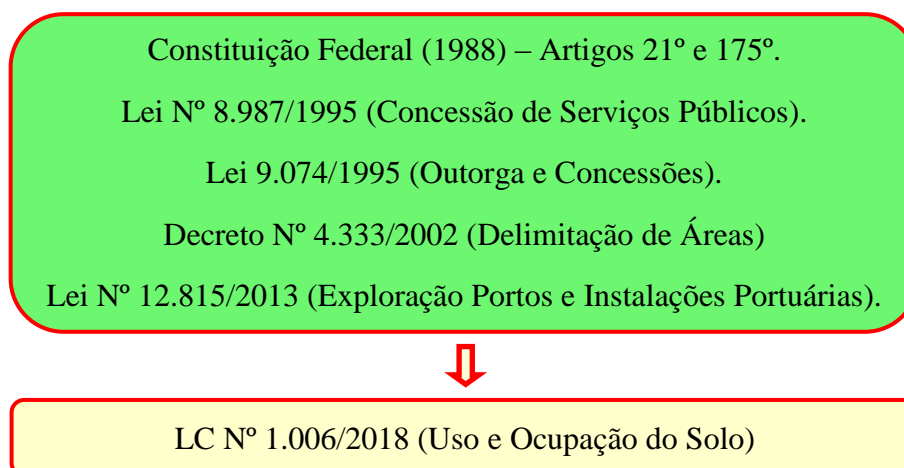 Constituição Federal (1988) – Artigos 21º e 175º.
Lei Nº 8.987/1995 (Concessão de Serviços Públicos).
Lei 9.074/1995 (Outorga e Concessões).
Decreto Nº 4.333/2002 (Delimitação de Áreas)
Lei Nº 12.815/2013 (Exploração Portos e Instalações Portuárias).
LC Nº 1.006/2018 (Uso e Ocupação do Solo)